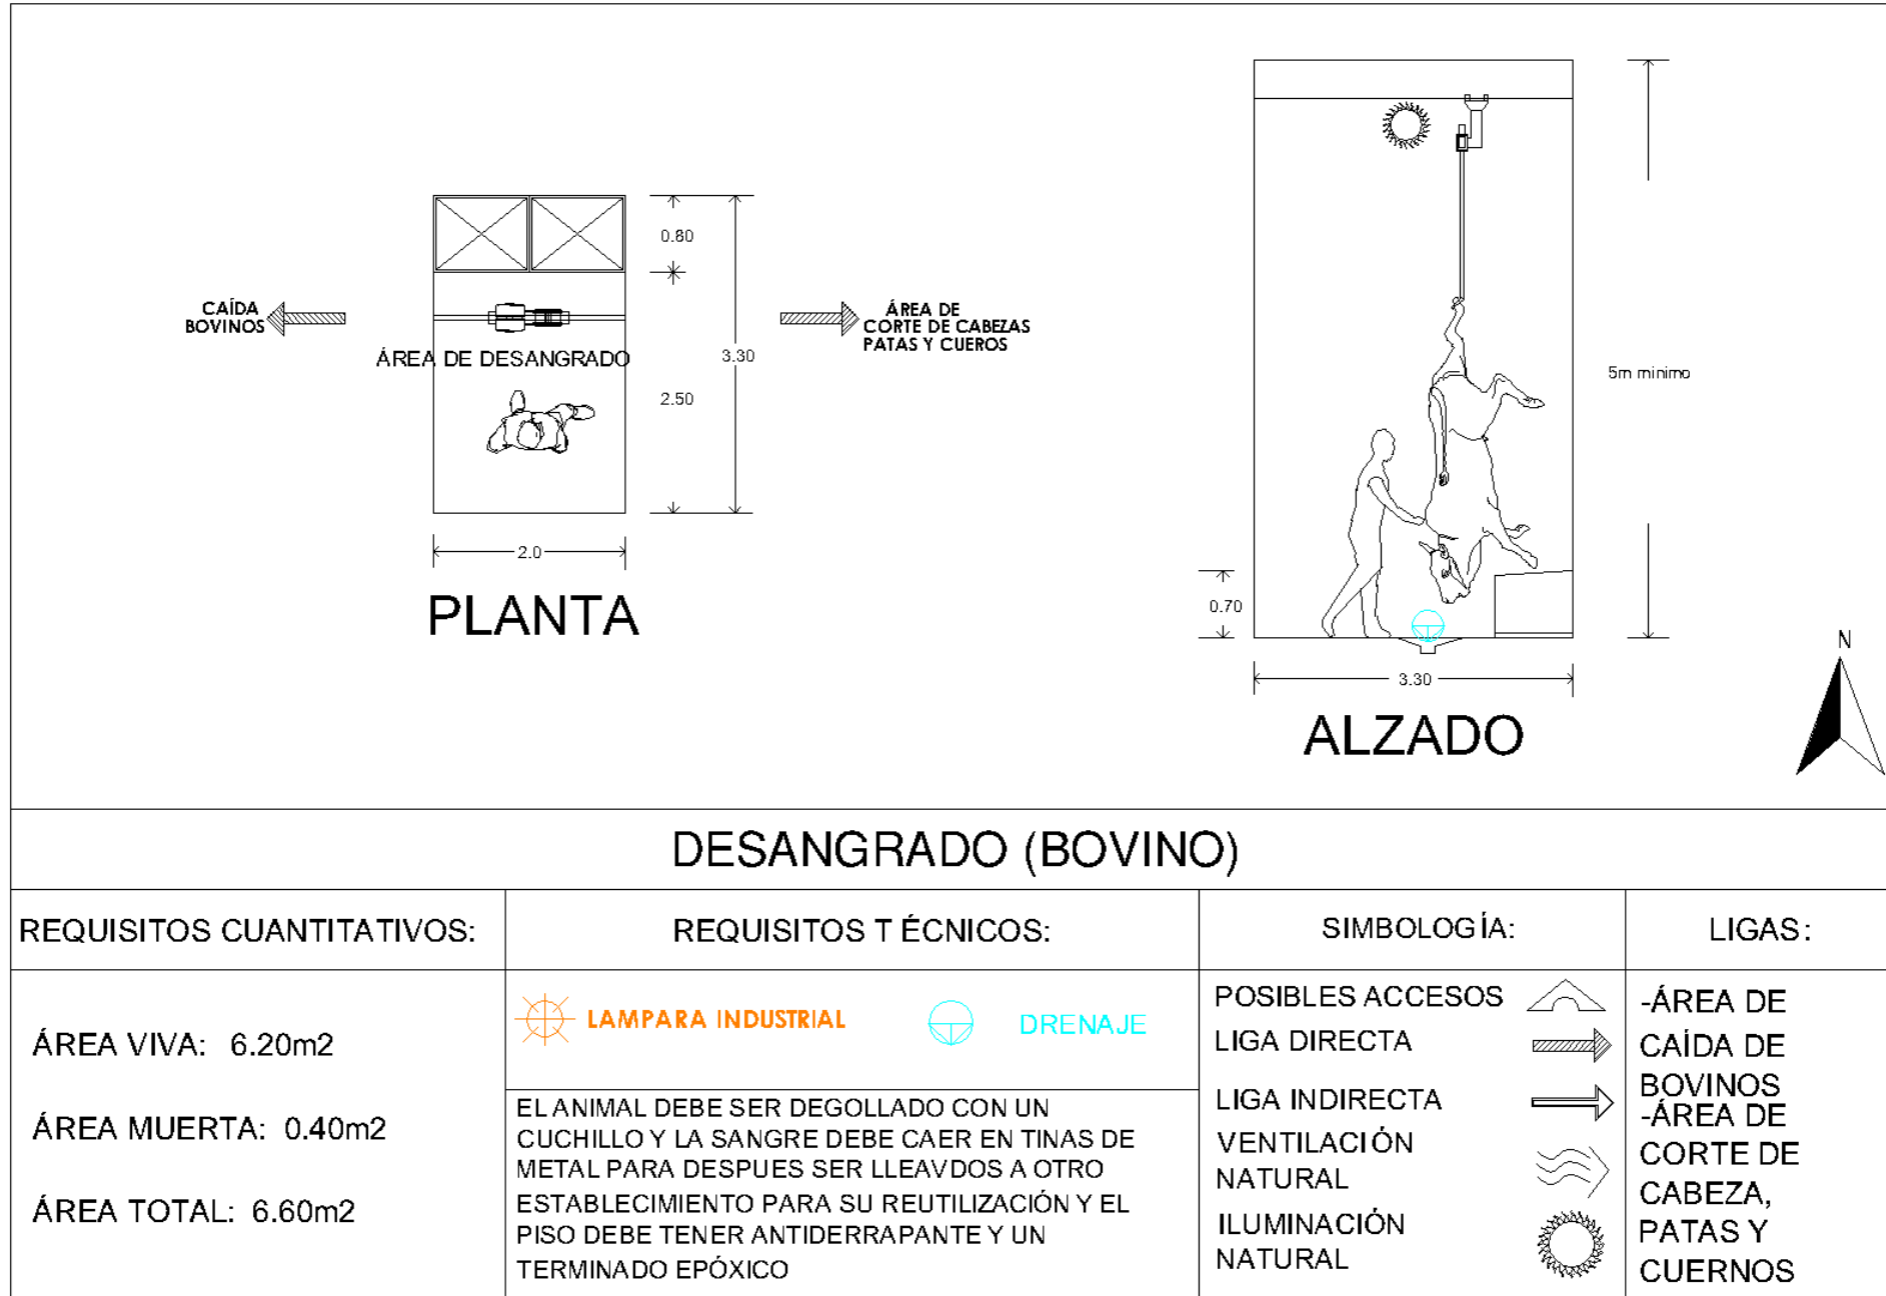 0.80
CAÍDA
BOVINOS
ÁREA DE
CORTE DE CABEZAS
PATAS Y CUEROS
ÁREA DE DESANGRADO
3.30
2.50
2.0
PLANTA
5m minimo
0.70
3.30
ALZADO
N
DESANGRADO (BOVINO)
REQUISITOS CUANTITATIVOS:
ÁREA VIVA: 6.20m2
ÁREA MUERTA: 0.40m2
ÁREA TOTAL: 6.60m2
REQUISITOS TÉCNICOS:
LAMPARA INDUSTRIAL
DRENAJE
EL ANIMAL DEBE SER DEGOLLADO CON UN
CUCHILLO Y LA SANGRE DEBE CAER EN TINAS DE
METAL PARA DESPUES SER LLEAVDOS A OTRO
ESTABLECIMIENTO PARA SU REUTILIZACIÓN Y EL
PISO DEBE TENER ANTIDERRAPANTE Y UN
TERMINADO EPÓXICO
SIMBOLOGÍA:
POSIBLES ACCESOS
LIGA DIRECTA
LIGA INDIRECTA
VENTILACIÓN
NATURAL
ILUMINACIÓN
NATURAL
LIGAS:
-ÁREA DE
CAÍDA DE
BOVINOS
-ÁREA DE
CORTE DE
CABEZA,
PATAS Y
CUERNOS